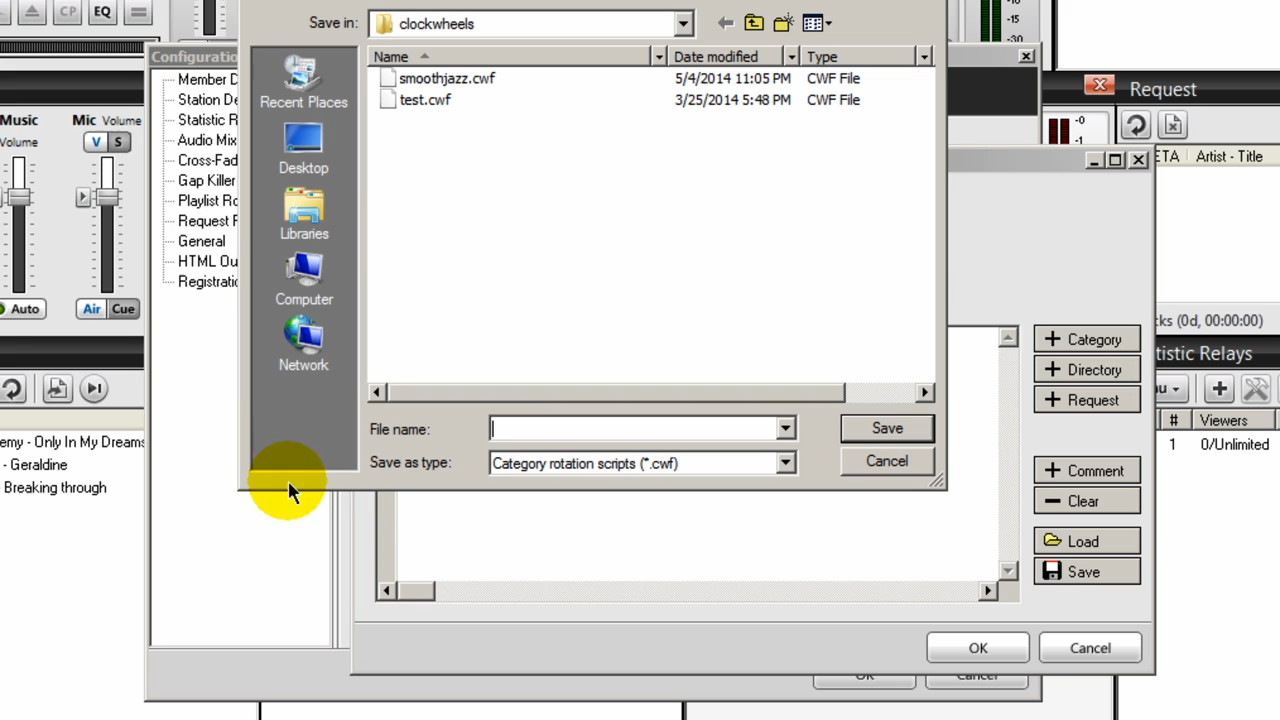 CP EQ
-15
-30
Save in: clockwheels
Name Date modified Type
smoothjazz.cwf 5/4/2014 11:05 PM CWF File
test.cwf 3/25/2014 5:48 PM CWF File
Recent Places
Desktop
Libraries
Computer
Network
File name: Save
Save as type: Category rotation scripts (*.cwf) Cancel
Configuratio
Member D
Station De
Statistic R
Audio Mix
Cross-Fad
Gap Killer
Playlist Ro
Request P
General
HTML Ou
Registratio
Music Mic Volume
Volume V S
Auto Air Cue
emy - Only In My Dreams
- Geraldine
Breaking through
Request
-0
-1
ETA Artist - Title
cks (0d, 00:00:00)
tistic Relays
nu
# Viewers
1 0/Unlimited
+ Category
+ Directory
+ Request
+ Comment
− Clear
Load
Save
OK Cancel
OK Cancel